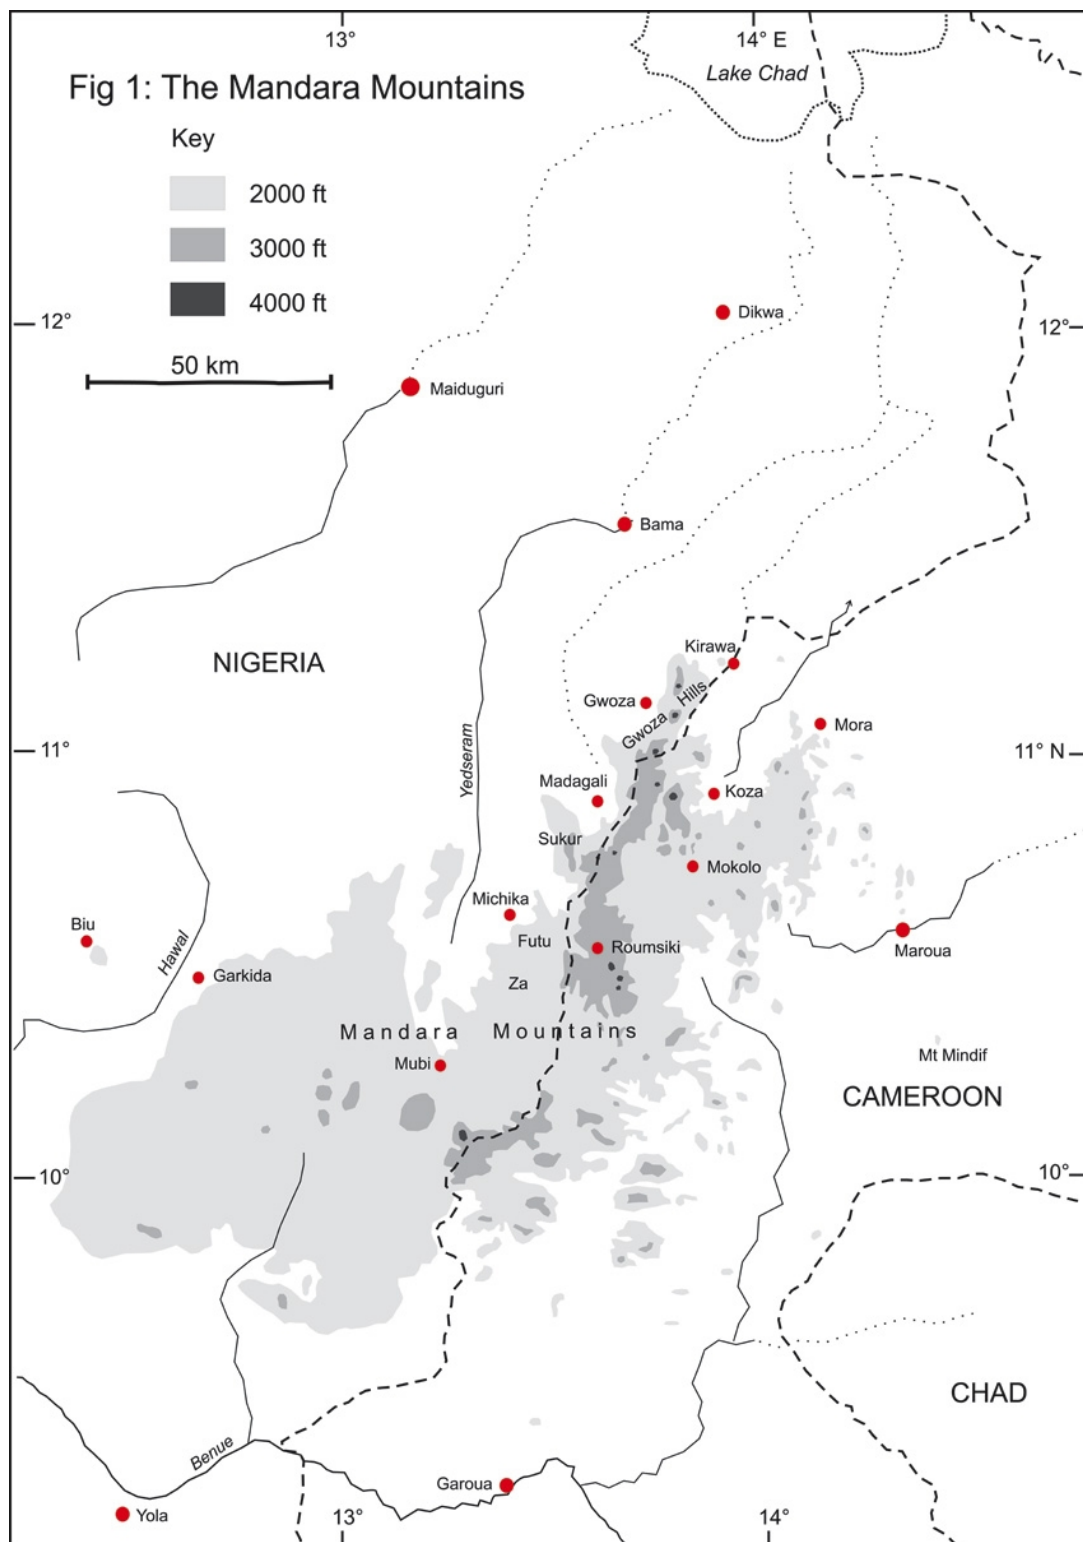 13°
14° E
Lake Chad
Fig 1: The Mandara Mountains
Key
2000 ft
3000 ft
4000 ft
50 km
12°
12°
Dikwa
Maiduguri
Bama
NIGERIA
Kirawa
Gwoza
Gwoza Hills
Mora
11°
11° N
Yedseram
Madagali
Koza
Sukur
Mokolo
Michika
Biu
Futu
Roumsiki
Maroua
Hawal
Garkida
Za
Mandara Mountains
Mubi
Mt Mindif
CAMEROON
10°
10°
CHAD
Benue
Garoua
Yola
13°
14°